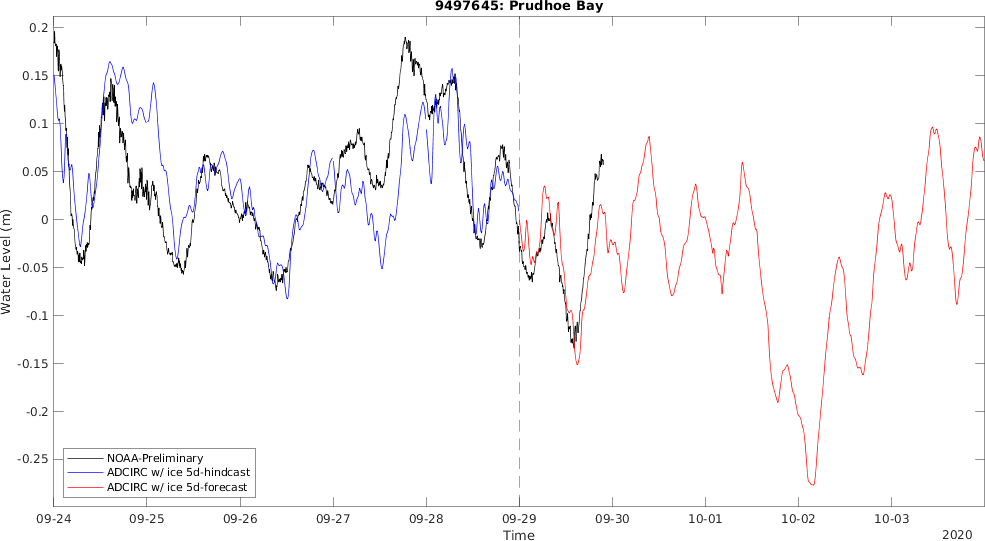 9497645: Prudhoe Bay
0.2
0.15
0.1
0.05
0
-0.05
-0.1
-0.15
-0.2
-0.25
Water Level (m)
NOAA-Preliminary
ADCIRC w/ ice 5d-hindcast
ADCIRC w/ ice 5d-forecast
09-24 09-25 09-26 09-27 09-28 09-29 09-30 10-01 10-02 10-03
Time
2020